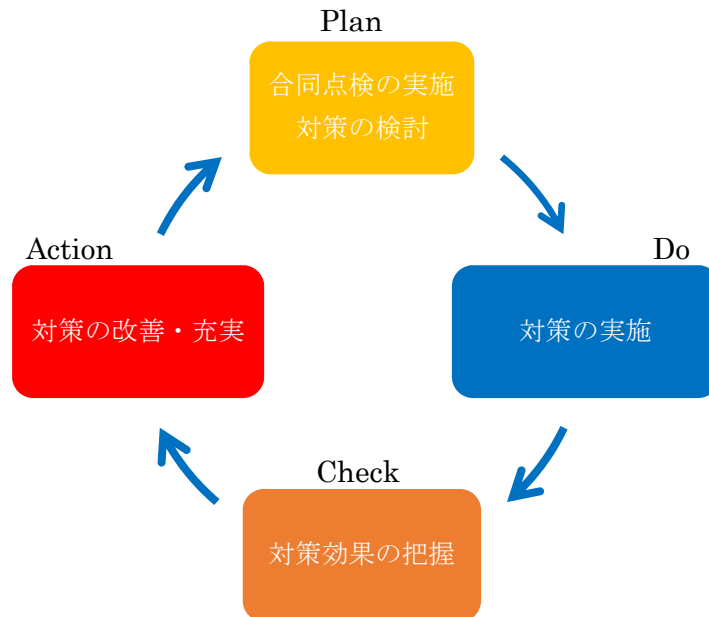 Plan
合同点検の実施
対策の検討
Do
対策の実施
Check
対策効果の把握
Action
対策の改善・充実